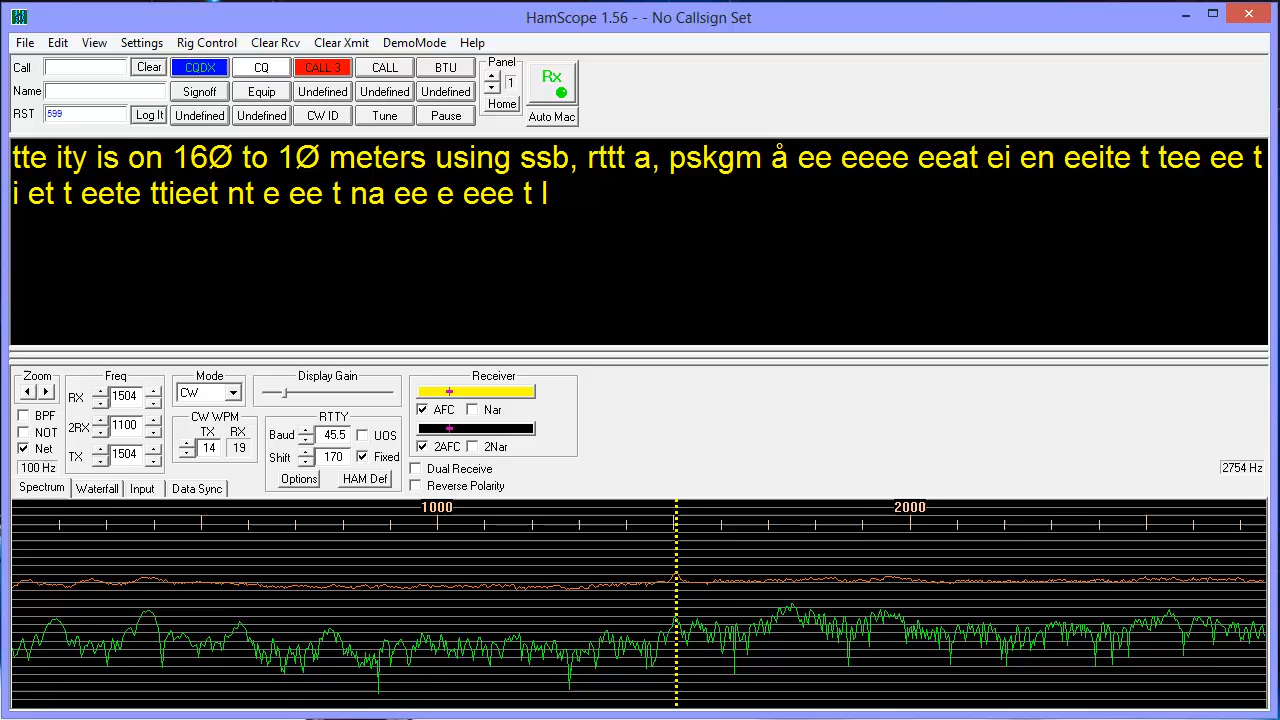 HamScope 1.56 - - No Callsign Set
File Edit View Settings Rig Control Clear Rcv Clear Xmit DemoMode Help
Call Clear CQDX CQ CALL 3 CALL BTU Panel 1 Rx
Name Signoff Equip Undefined Undefined Undefined Home
RST 599 Log It Undefined Undefined CW ID Tune Pause Auto Mac
tte ity is on 16Ø to 1Ø meters using ssb, rttt a, pskgm å ee eeee eeat ei en eeite t tee ee t
i et t eete ttieet nt e ee t na ee e eee t l
Zoom Freq Mode Display Gain Receiver
RX 1504 CW
BPF CW WPM RTTY AFC Nar
NOT 2RX 1100 TX RX Baud 45.5 UOS
Net TX 1504 14 19 Shift 170 Fixed 2AFC 2Nar
100 Hz Options HAM Def Dual Receive 2754 Hz
Spectrum Waterfall Input Data Sync Reverse Polarity
1000 2000